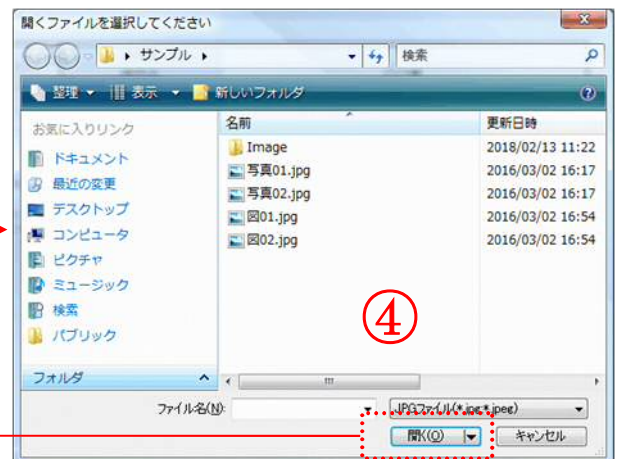 開くファイルを選択してください
サンプル
検索
整理 表示 新しいフォルダ
お気に入りリンク
ドキュメント
最近の変更
デスクトップ
コンピュータ
ピクチャ
ミュージック
検索
パブリック
フォルダ
名前 更新日時
Image 2018/02/13 11:22
写真01.jpg 2016/03/02 16:17
写真02.jpg 2016/03/02 16:17
図01.jpg 2016/03/02 16:54
図02.jpg 2016/03/02 16:54
④
ファイル名(N): JPGファイル(*.jpg*.jpeg)
開く(O) キャンセル